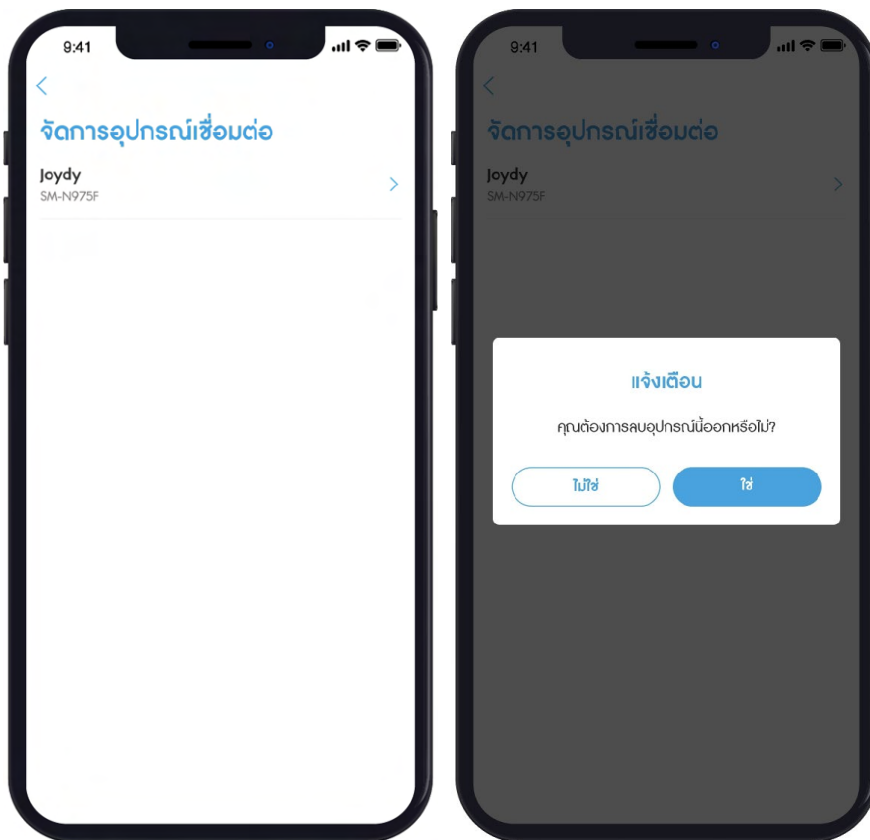 9:41
จัดการอุปกรณ์เชื่อมต่อ
Joydy
SM-N975F
9:41
จัดการอุปกรณ์เชื่อมต่อ
Joydy
SM-N975F
แจ้งเตือน
คุณต้องการลบอุปกรณ์นี้ออกหรือไม่?
ไม่ใช่ ใช่